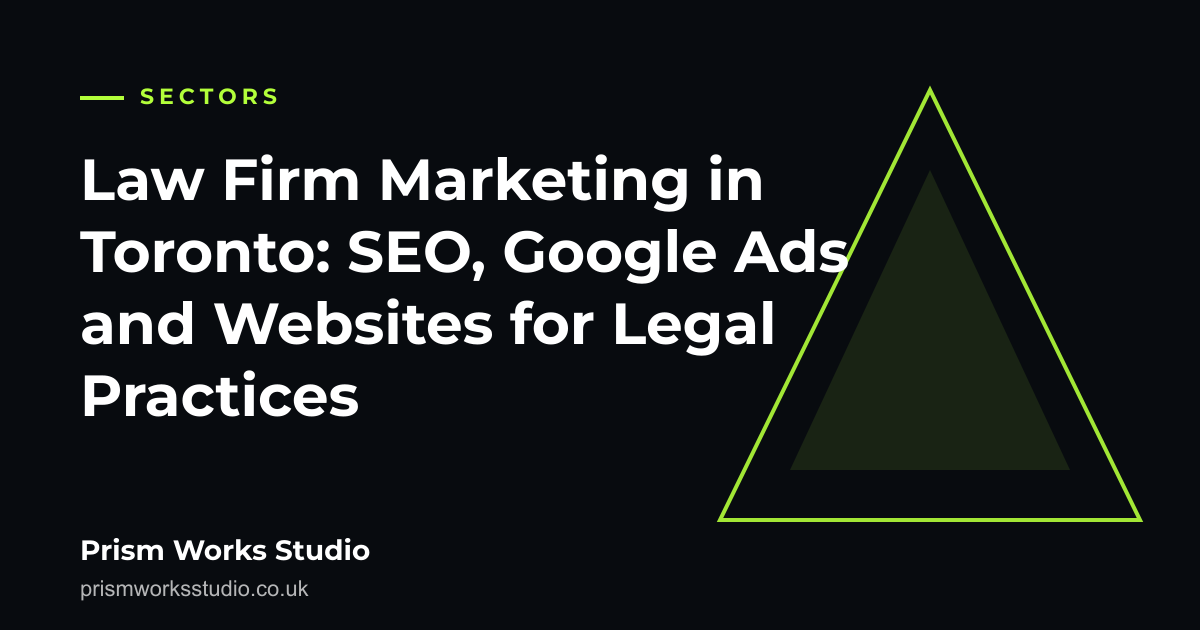 SECTORS
Law Firm Marketing in
Toronto: SEO, Google Ads
and Websites for Legal
Practices
Prism Works Studio
prismworksstudio.co.uk